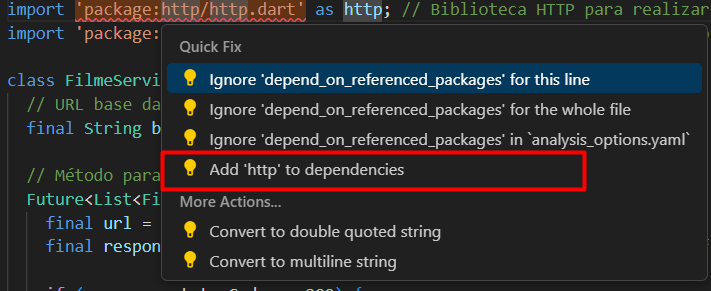 import 'package:http/http.dart' as http; // Biblioteca HTTP para realizar
import 'package:
Quick Fix
class FilmeServi
Ignore 'depend_on_referenced_packages' for this line
// URL base da
Ignore 'depend_on_referenced_packages' for the whole file
final String b
Ignore 'depend_on_referenced_packages' in `analysis_options.yaml`
// Método para
Add 'http' to dependencies
Future<List<Fi
More Actions...
final url =
Convert to double quoted string
final respon
Convert to multiline string